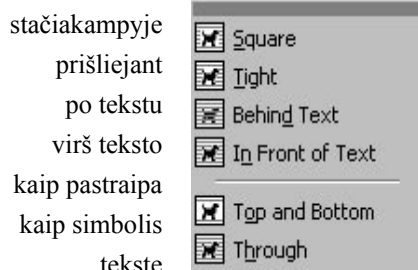 stačiakampyje
prišliejant
po tekstu
virš teksto
kaip pastraipa
kaip simbolis
tekste
Square
Tight
Behind Text
In Front of Text
Top and Bottom
Through